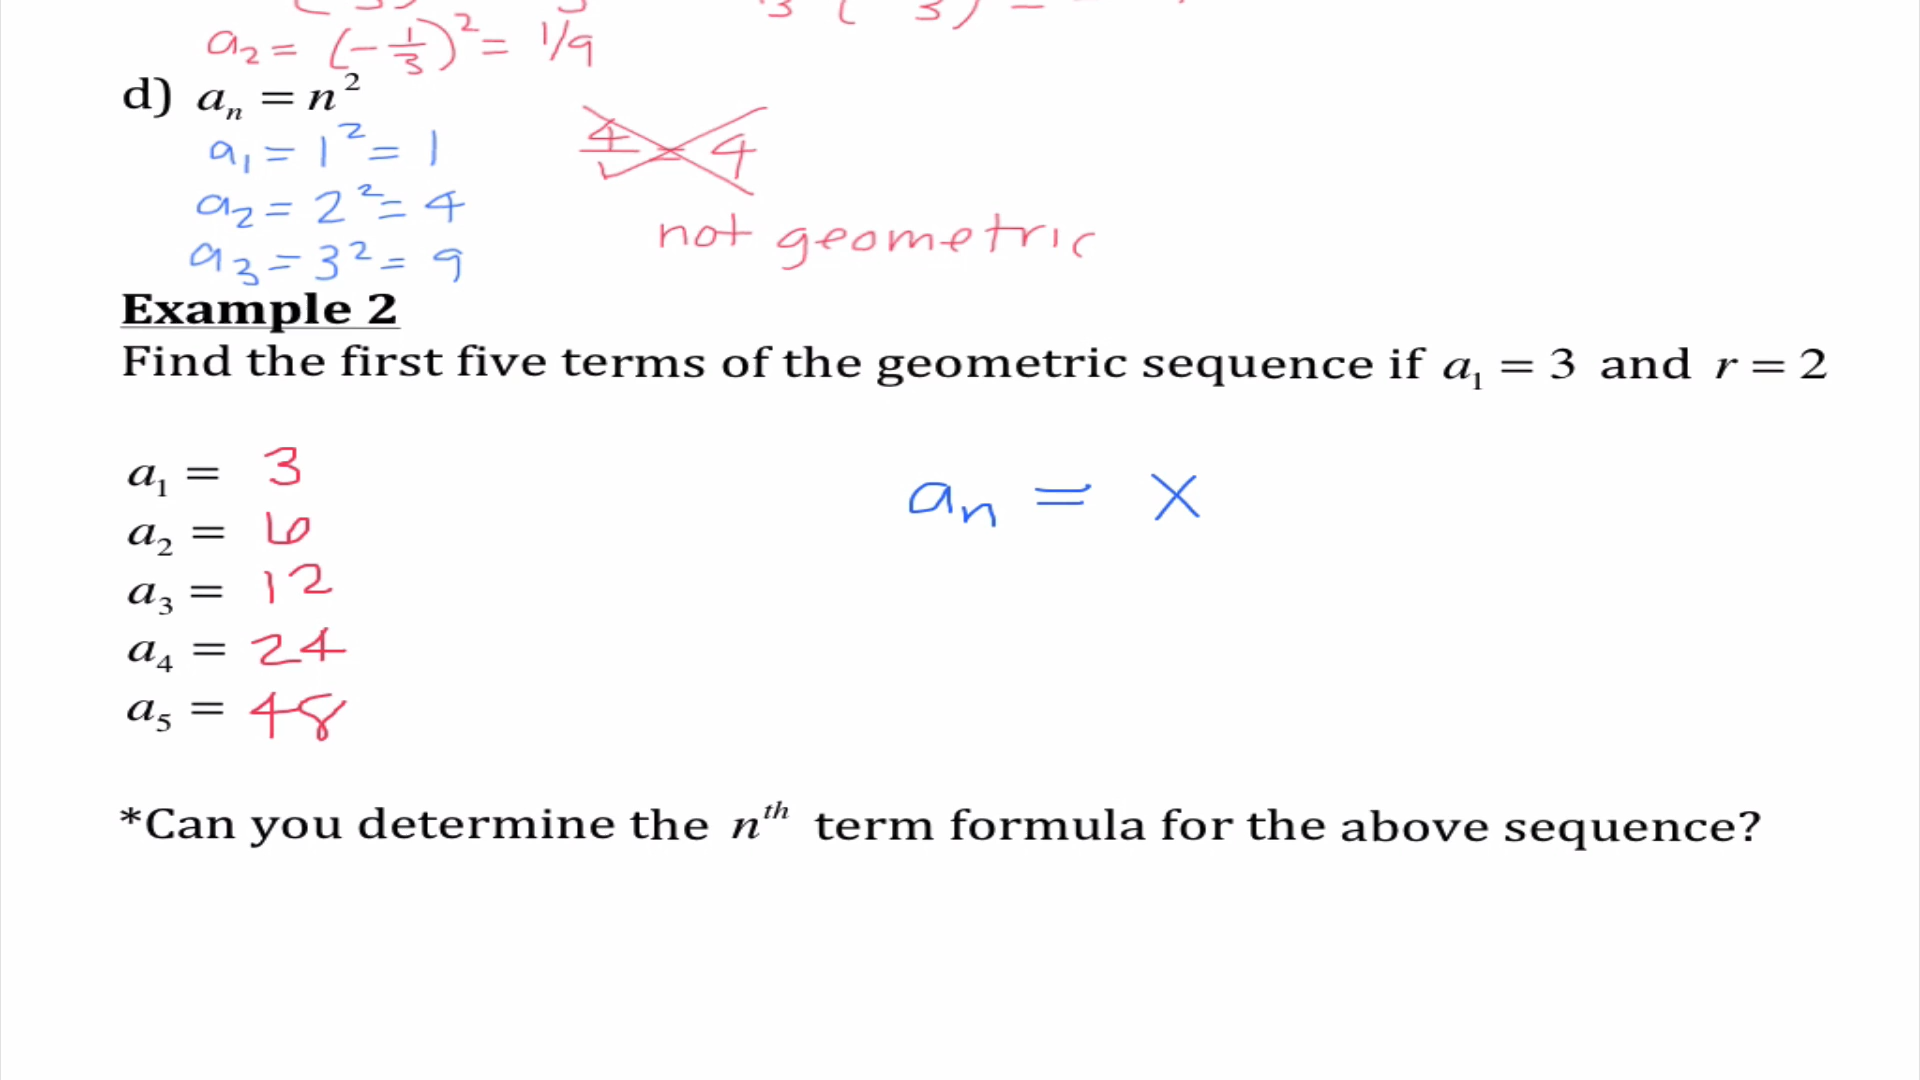 a₂ = (-1/3)² = 1/9
d) aₙ = n²
a₁ = 1² = 1
4/1 = 4
a₂ = 2² = 4
not geometric
a₃ = 3² = 9
Example 2
Find the first five terms of the geometric sequence if a₁ = 3 and r = 2
a₁ = 3
aₙ = x
a₂ = 6
a₃ = 12
a₄ = 24
a₅ = 48
*Can you determine the nᵗʰ term formula for the above sequence?